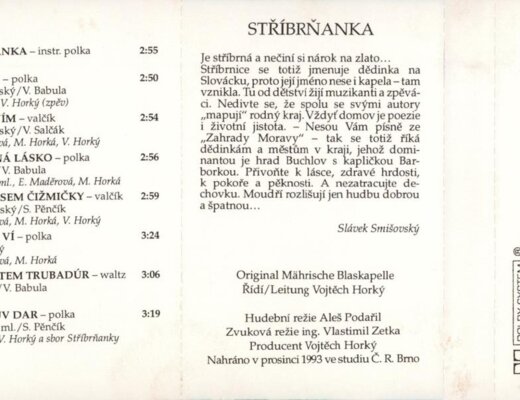 ANKA – instr. polka 2:55
– polka 2:50
ský/V. Babula
V. Horký (zpěv)
ÍM – valčík 2:54
ský/V. Salčák
vá, M. Horká, V. Horký
NÁ LÁSKO – polka 2:56
/V. Babula
ml., E. Maděrová, M. Horká
SEM ČIŽMIČKY – valčík 2:59
ský/S. Pěnčík
vá, M. Horká, V. Horký
VÍ – polka 3:24
ý
vá, M. Horká
TEM TRUBADÚR – waltz 3:06
V. Babula
ŮV DAR – polka 3:19
ml./S. Pěnčík
V. Horký a sbor Stříbrňanky
STŘÍBRŇANKA
Je stříbrná a nečiní si nárok na zlato...
Stříbrnice se totiž jmenuje dědinka na
Slovácku, proto její jméno nese i kapela – tam
vznikla. Tu od dětství žijí muzikanti a zpěvá-
ci. Nedivte se, že spolu se svými autory
„mapují" rodný kraj. Vždyť domov je poezie
i životní jistota. – Nesou Vám písně ze
„Zahrady Moravy" – tak se totiž říká
dědinkám a městům v kraji, jehož domi-
nantou je hrad Buchlov s kapličkou Bar-
borkou. Přivoňte k lásce, zdravé hrdosti,
k pokoře a pěknosti. A nezatracujte de-
chovku. Moudří rozlišují jen hudbu dobrou
a špatnou...
Slávek Smišovský
Original Mährische Blaskapelle
Řídí/Leitung Vojtěch Horký
Hudební režie Aleš Podařil
Zvuková režie ing. Vlastimil Zetka
Producent Vojtěch Horký
Nahráno v prosinci 1993 ve studiu Č. R. Brno